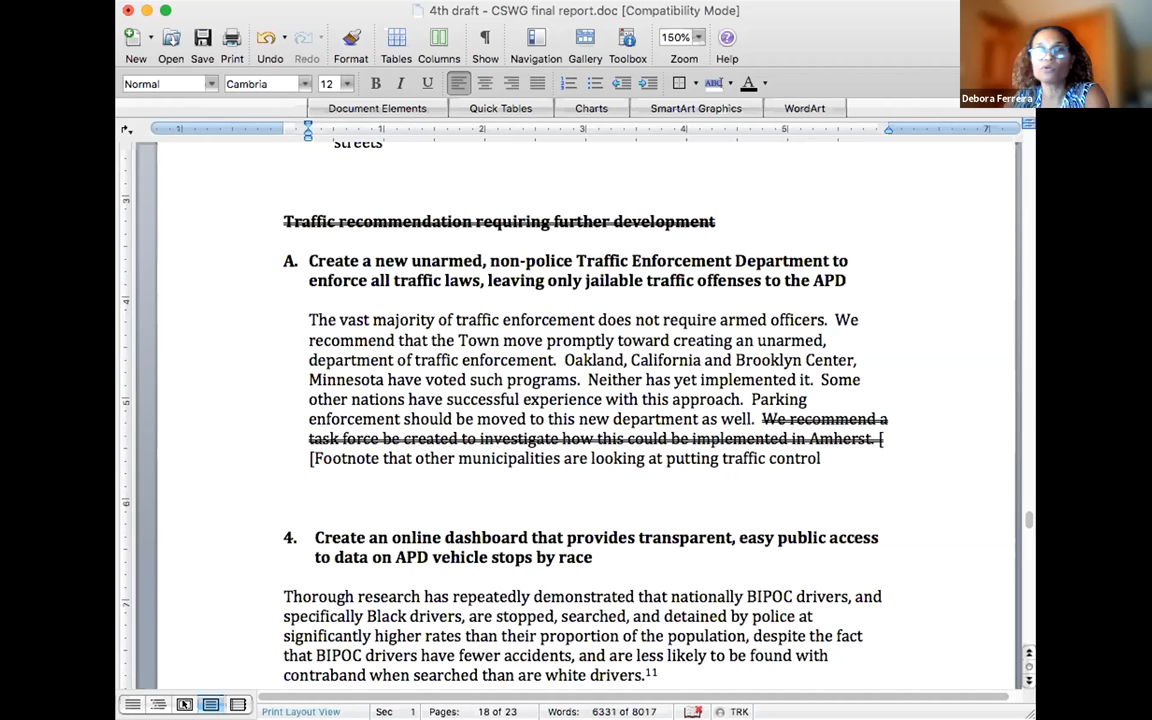 4th draft - CSWG final report.doc [Compatibility Mode]
150%
New Open Save Print Undo Redo Format Tables Columns Show Navigation Gallery Toolbox Zoom Help
Debora Ferreira
Normal Cambria 12 B I U ABC A
Document Elements Quick Tables Charts SmartArt Graphics WordArt
1 1 2 3 4 5 7
streets
Traffic recommendation requiring further development
A. Create a new unarmed, non-police Traffic Enforcement Department to
enforce all traffic laws, leaving only jailable traffic offenses to the APD
The vast majority of traffic enforcement does not require armed officers. We
recommend that the Town move promptly toward creating an unarmed,
department of traffic enforcement. Oakland, California and Brooklyn Center,
Minnesota have voted such programs. Neither has yet implemented it. Some
other nations have successful experience with this approach. Parking
enforcement should be moved to this new department as well. We recommend a
task force be created to investigate how this could be implemented in Amherst. [
[Footnote that other municipalities are looking at putting traffic control
4. Create an online dashboard that provides transparent, easy public access
to data on APD vehicle stops by race
Thorough research has repeatedly demonstrated that nationally BIPOC drivers, and
specifically Black drivers, are stopped, searched, and detained by police at
significantly higher rates than their proportion of the population, despite the fact
that BIPOC drivers have fewer accidents, and are less likely to be found with
contraband when searched than are white drivers.11
Print Layout View Sec 1 Pages: 18 of 23 Words: 6331 of 8017 TRK